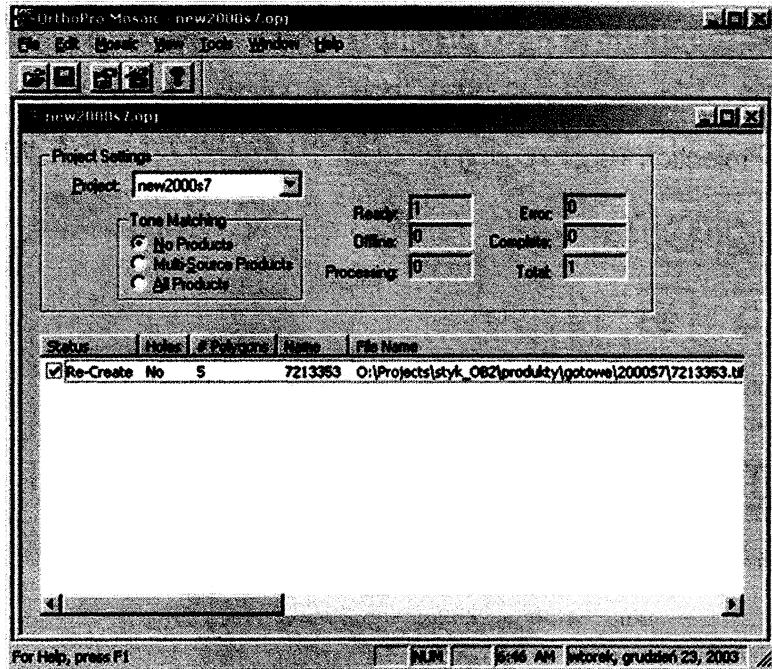 OrthoPro Mosaic - new2000s7.opj
File Edit Mosaic View Tools Window Help
new2000s7.opj
Project Settings
Project: new2000s7
Tone Matching
No Products
Multi-Source Products
All Products
Ready: 1
Offline: 0
Processing: 0
Error: 0
Complete: 0
Total: 1
Status Holes # Polygons Name File Name
Re-Create No 5 7213353 O:\Projects\styk_OB2\produkty\gotowe\200057\7213353.tif
For Help, press F1 NUM 6:46 AM wtorek, grudzień 23, 2003